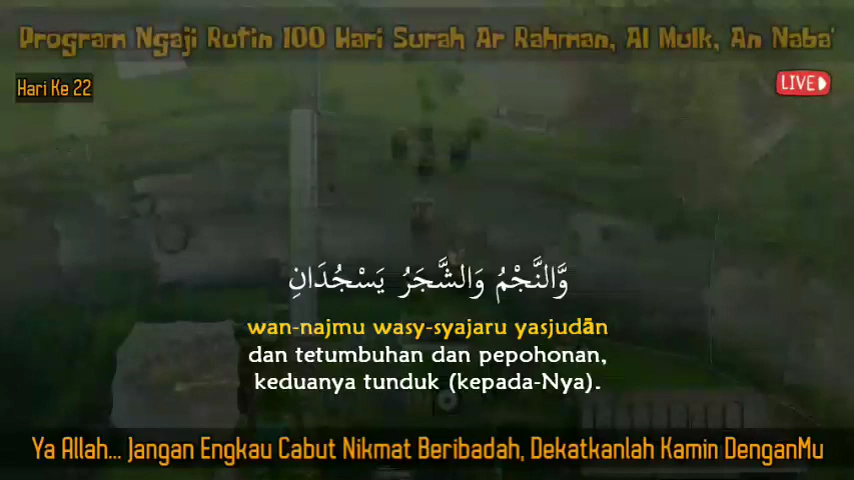 Program Ngaji Rutin 100 Hari Surah Ar Rahman, Al Mulk, An Naba'
Hari Ke 22
LIVE
وَّالنَّجْمُ وَالشَّجَرُ يَسْجُدَانِ
wan-najmu wasy-syajaru yasjudān
dan tetumbuhan dan pepohonan,
keduanya tunduk (kepada-Nya).
Ya Allah... Jangan Engkau Cabut Nikmat Beribadah, Dekatkanlah Kamin DenganMu